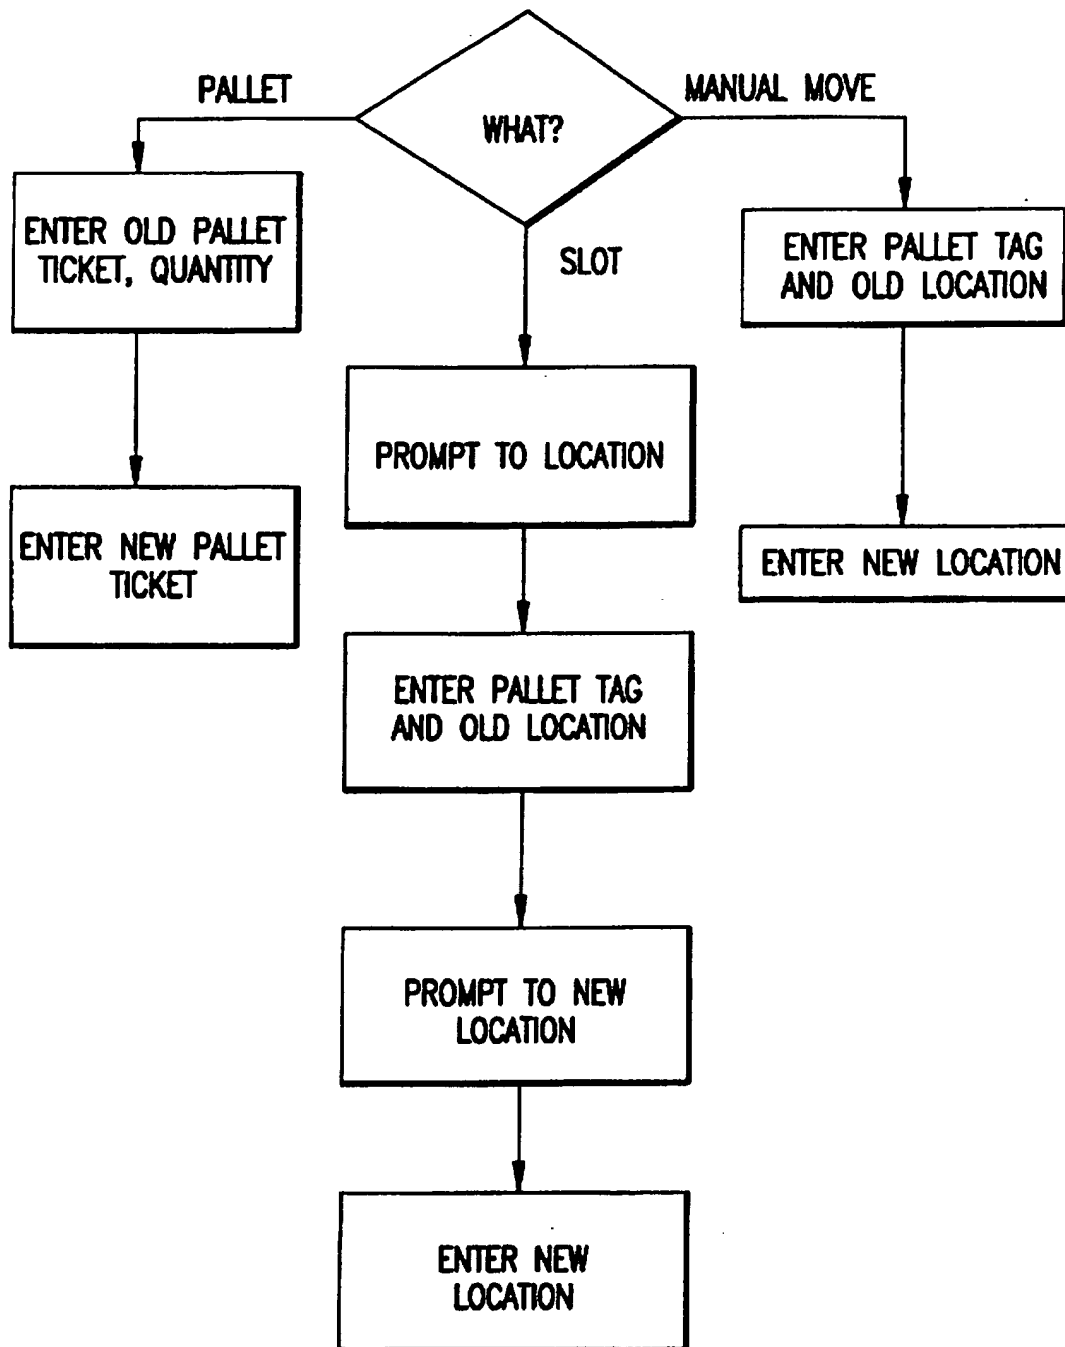 PALLET
MANUAL MOVE
WHAT?
ENTER OLD PALLET
TICKET, QUANTITY
SLOT
ENTER PALLET TAG
AND OLD LOCATION
PROMPT TO LOCATION
ENTER NEW PALLET
TICKET
ENTER NEW LOCATION
ENTER PALLET TAG
AND OLD LOCATION
PROMPT TO NEW
LOCATION
ENTER NEW
LOCATION